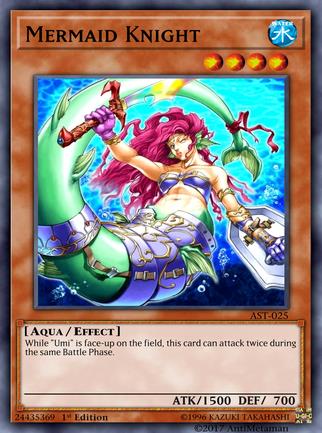 MERMAID KNIGHT
WATER
水
AST-025
[ AQUA / EFFECT ]
While "Umi" is face-up on the field, this card can attack twice during
the same Battle Phase.
ATK/1500 DEF/ 700
24435369 1st Edition ©1996 KAZUKI TAKAHASHI
©2017 AntiMetaman